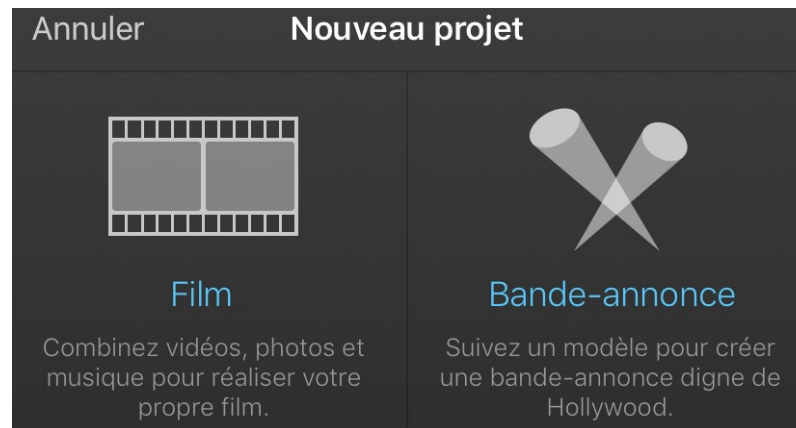 Annuler
Nouveau projet
Film
Combinez vidéos, photos et
musique pour réaliser votre
propre film.
Bande-annonce
Suivez un modèle pour créer
une bande-annonce digne de
Hollywood.